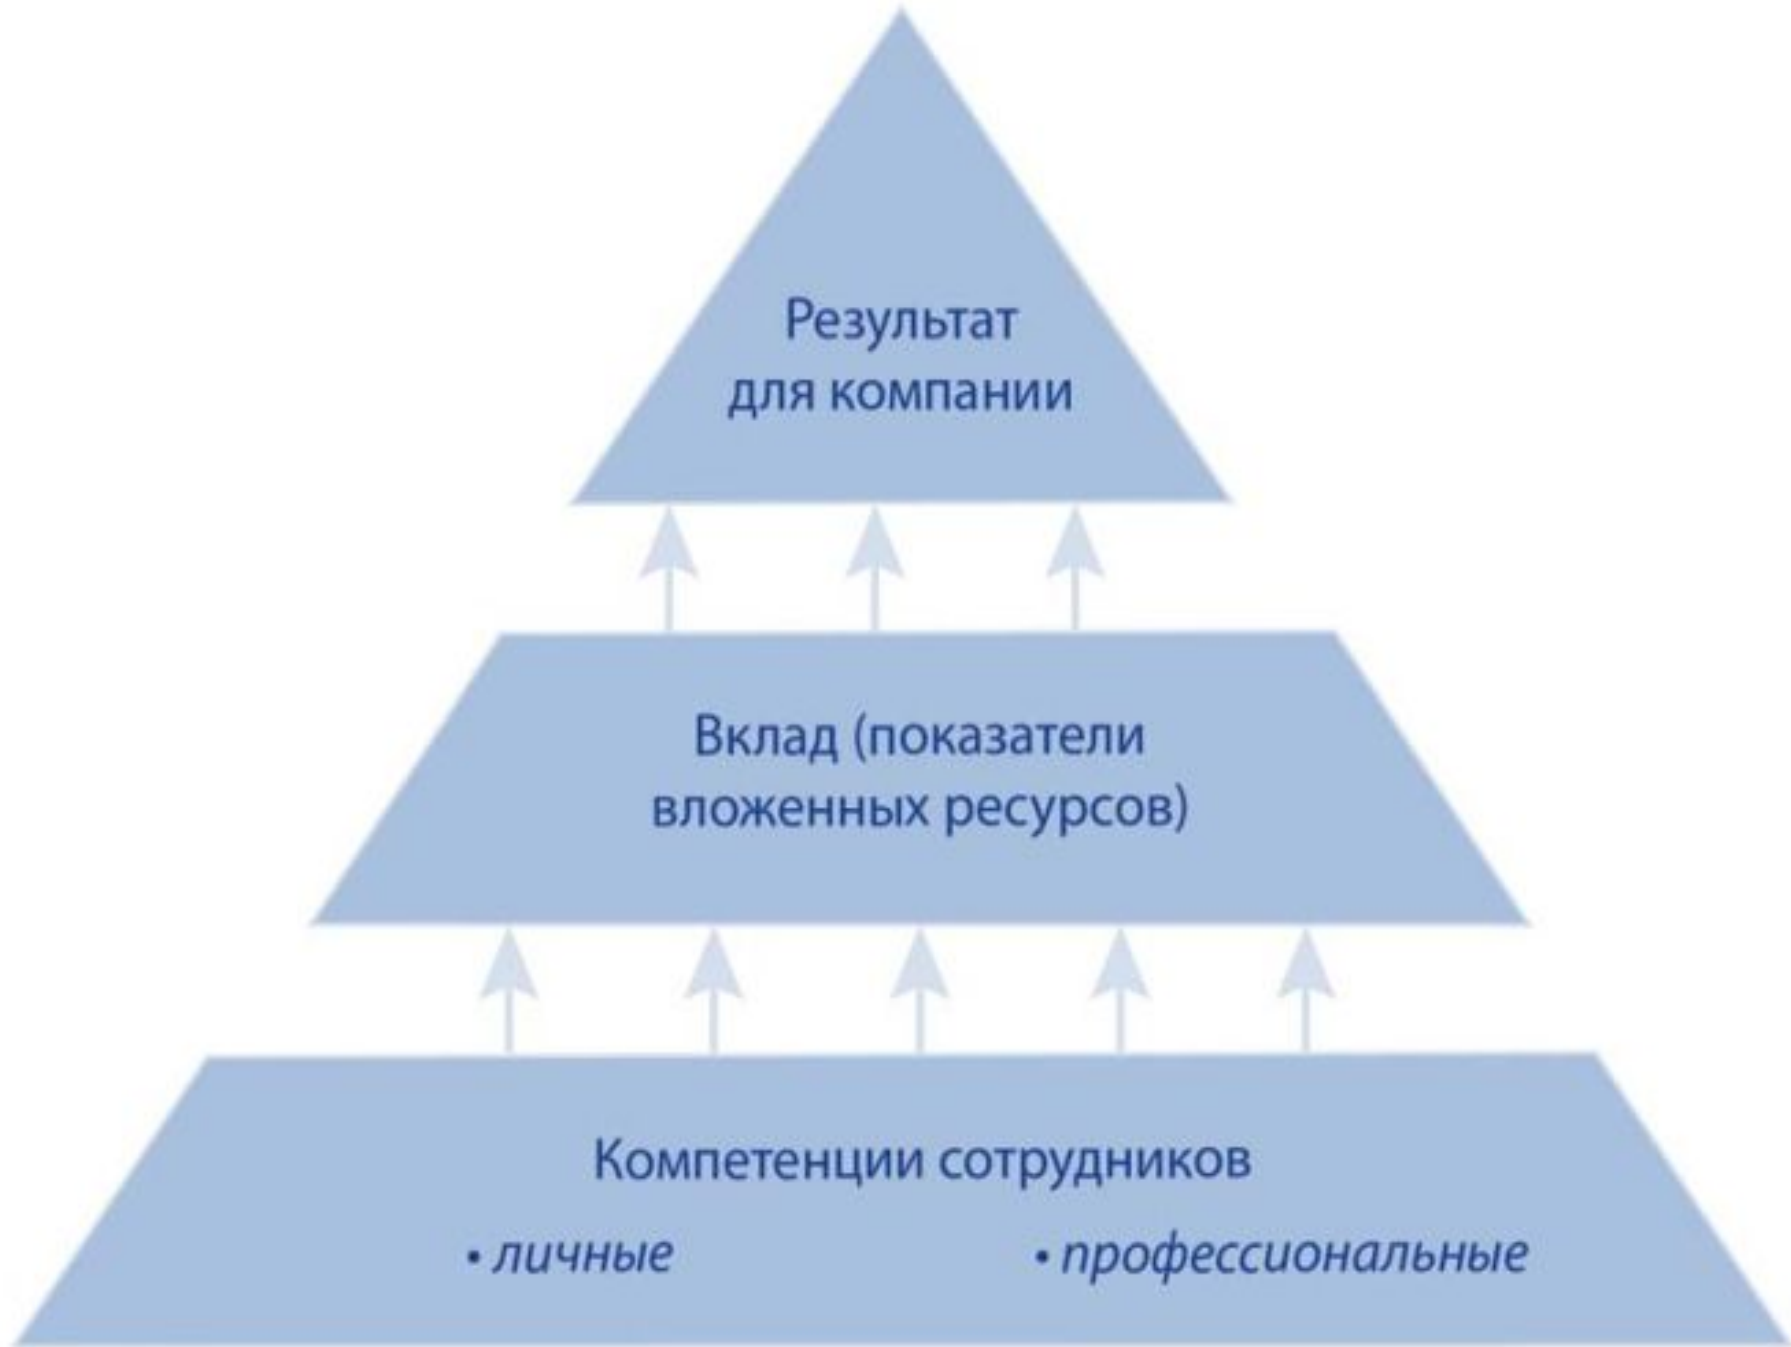 Результат
для компании
Вклад (показатели
вложенных ресурсов)
Компетенции сотрудников
• личные • профессиональные